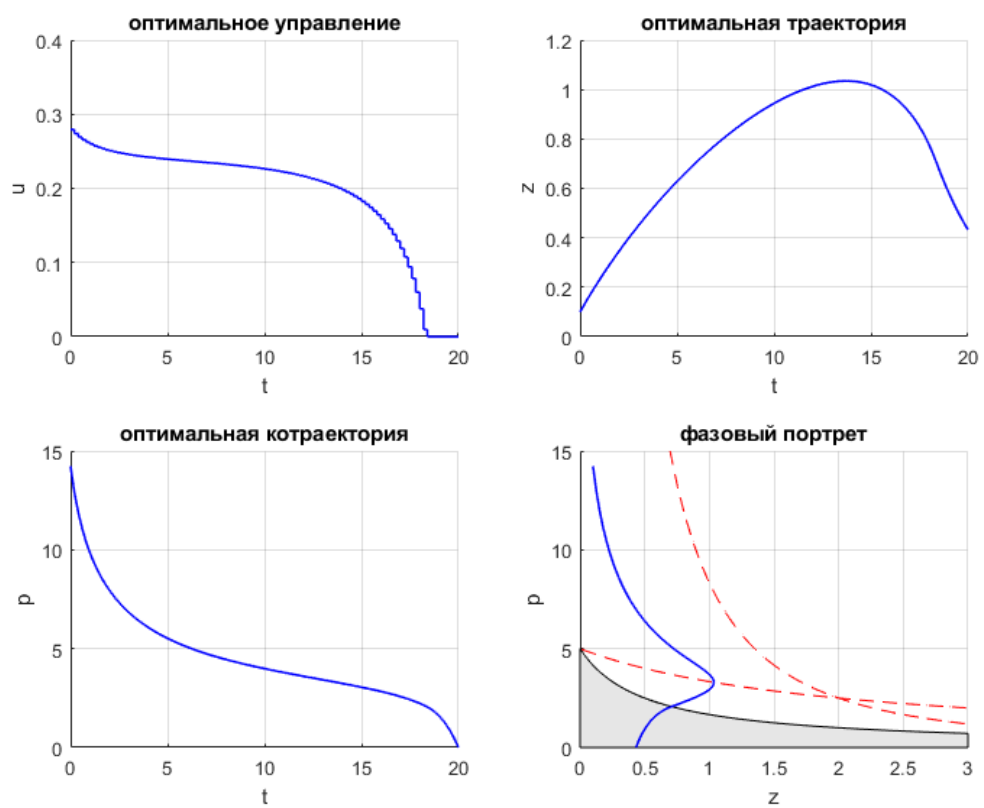 оптимальное управление
0.4
0.3
0.2
0.1
0
u
0 5 10 15 20
t
оптимальная траектория
1.2
1
0.8
0.6
0.4
0.2
0
z
0 5 10 15 20
t
оптимальная котраектория
15
10
5
0
p
0 5 10 15 20
t
фазовый портрет
15
10
5
0
p
0 0.5 1 1.5 2 2.5 3
z